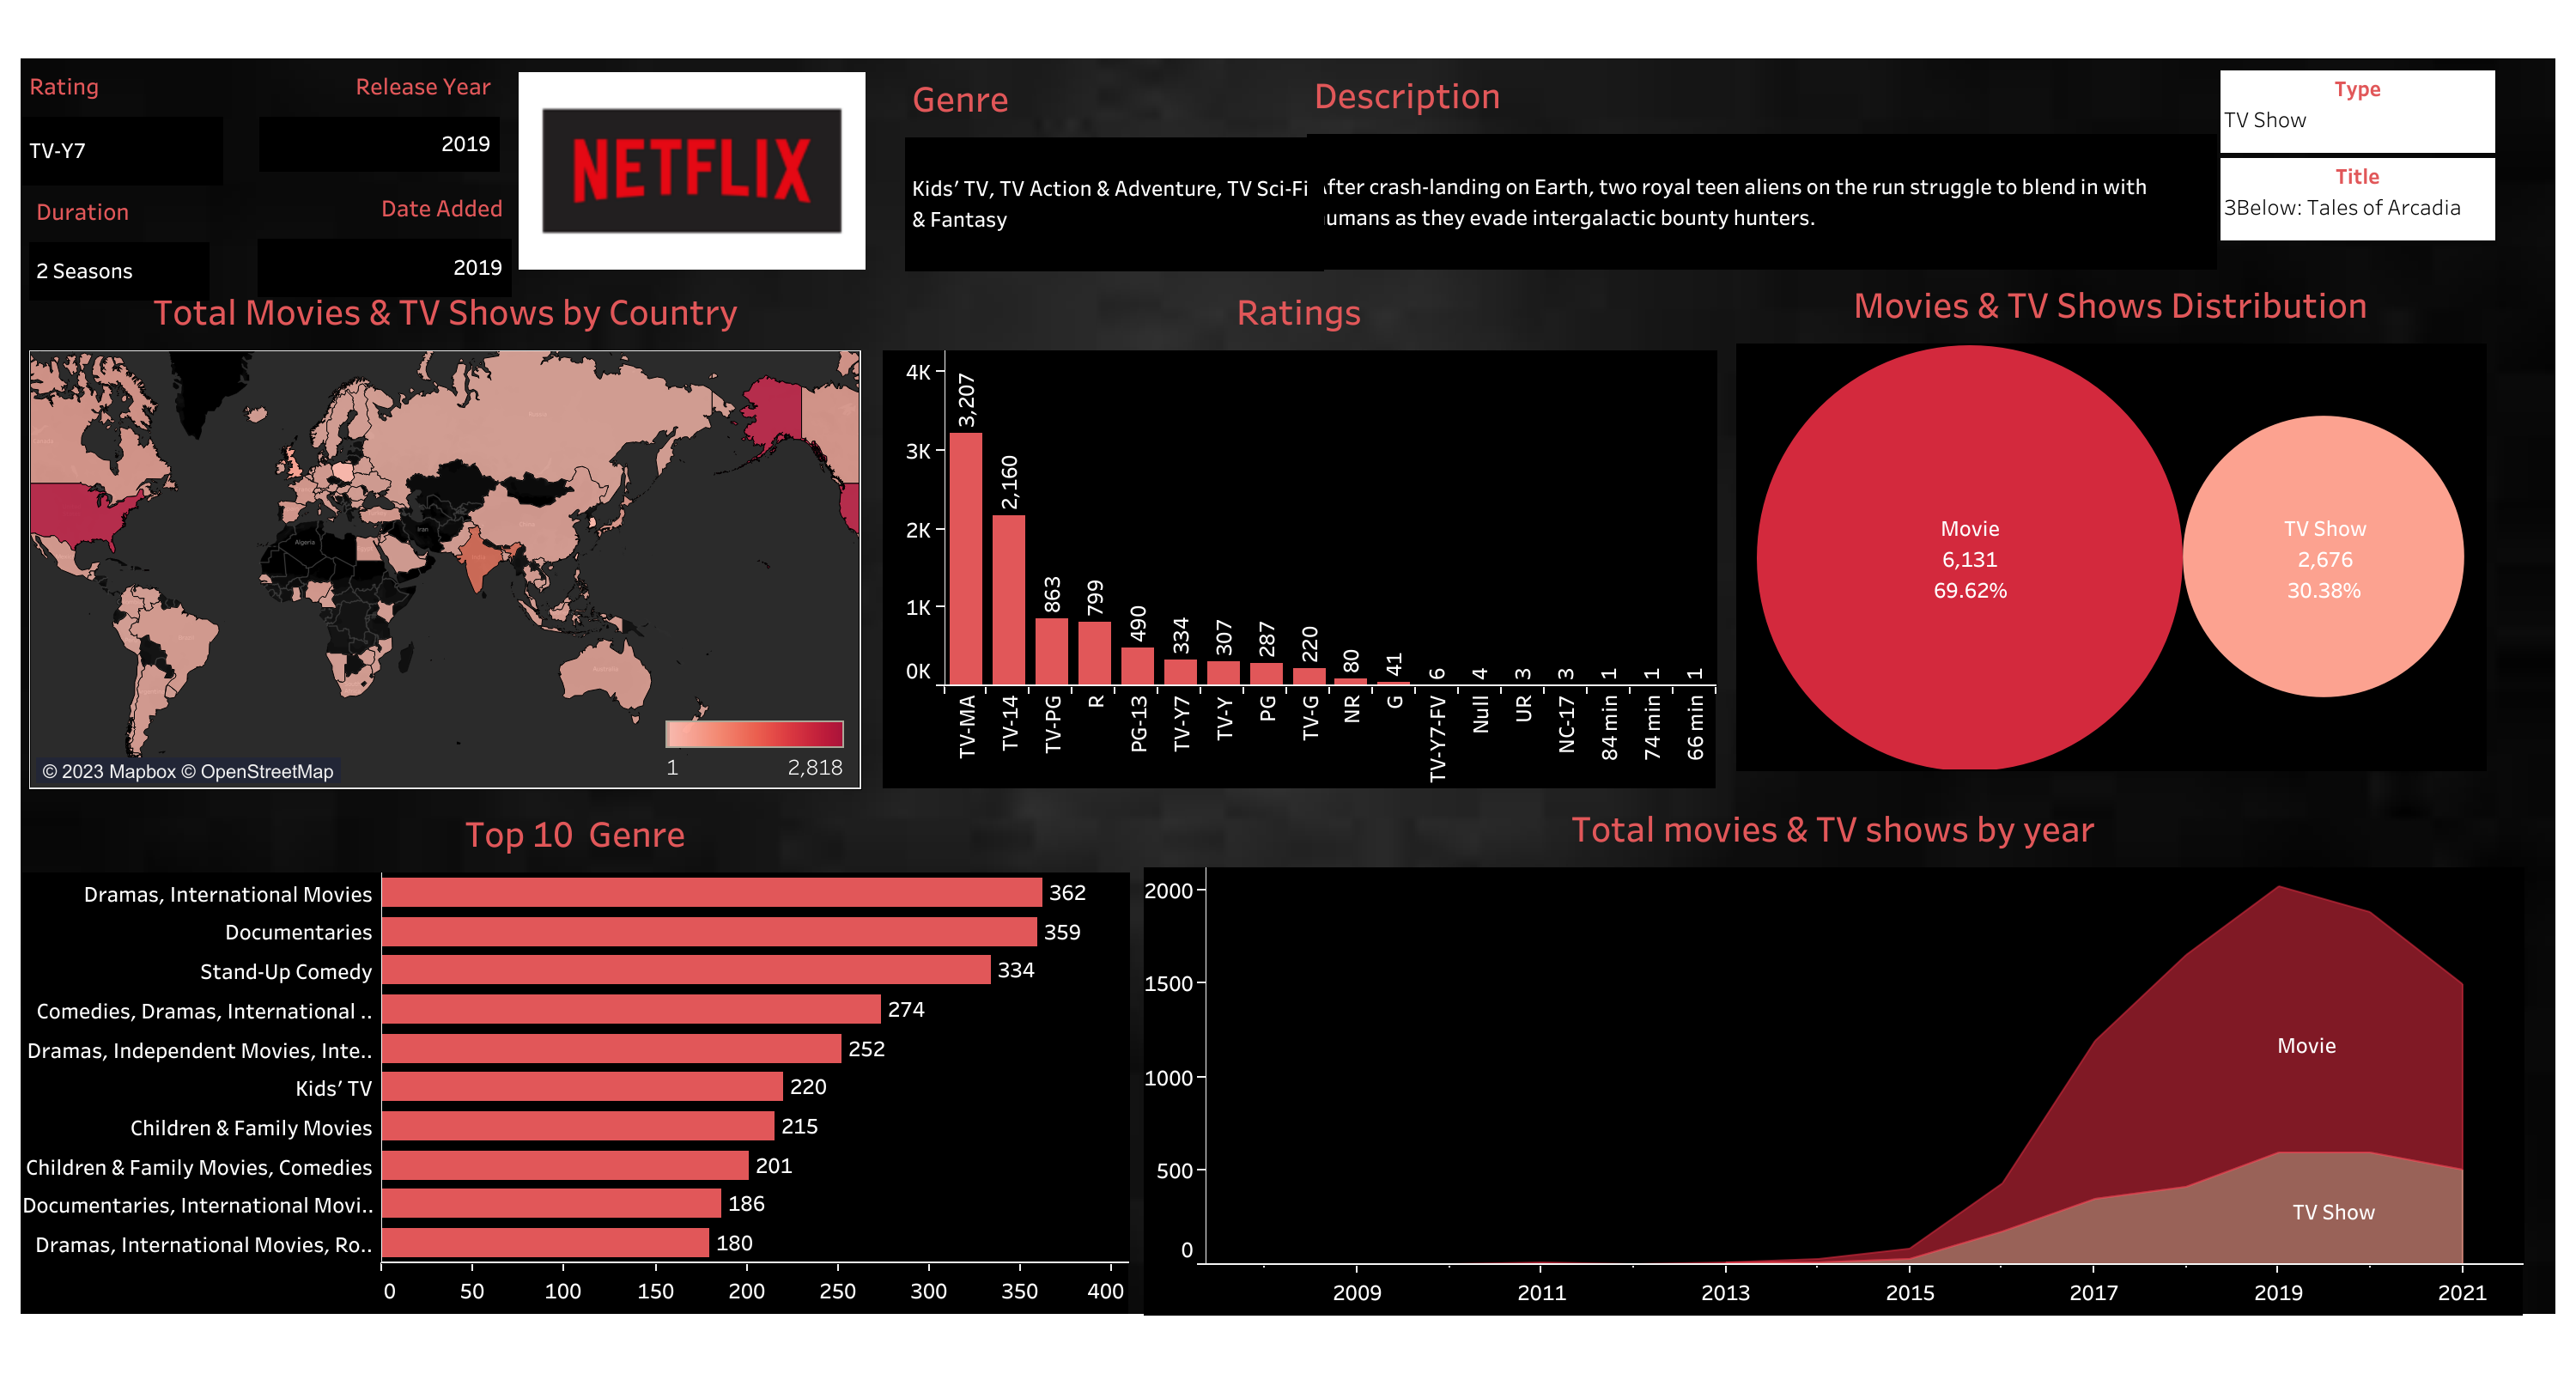 Rating
Release Year
TV-Y7
2019
Duration
Date Added
2 Seasons
2019
NETFLIX
Genre
Kids’ TV, TV Action & Adventure, TV Sci-Fi
& Fantasy
Description
fter crash-landing on Earth, two royal teen aliens on the run struggle to blend in with
umans as they evade intergalactic bounty hunters.
Type
TV Show
Title
3Below: Tales of Arcadia
Total Movies & TV Shows by Country
Algeria
Iran
China
Australia
Brazil
1
2,818
© 2023 Mapbox © OpenStreetMap
Ratings
4K
3K
2K
1K
0K
3,207
2,160
863
799
490
334
307
287
220
80
41
6
4
3
3
1
1
1
TV-MA
TV-14
TV-PG
R
PG-13
TV-Y7
TV-Y
PG
TV-G
NR
G
TV-Y7-FV
Null
UR
NC-17
84 min
74 min
66 min
Movies & TV Shows Distribution
Movie
6,131
69.62%
TV Show
2,676
30.38%
Top 10 Genre
Dramas, International Movies
362
Documentaries
359
Stand-Up Comedy
334
Comedies, Dramas, International ..
274
Dramas, Independent Movies, Inte..
252
Kids’ TV
220
Children & Family Movies
215
Children & Family Movies, Comedies
201
Documentaries, International Movi..
186
Dramas, International Movies, Ro..
180
0
50
100
150
200
250
300
350
400
Total movies & TV shows by year
2000
1500
1000
500
0
Movie
TV Show
2009
2011
2013
2015
2017
2019
2021